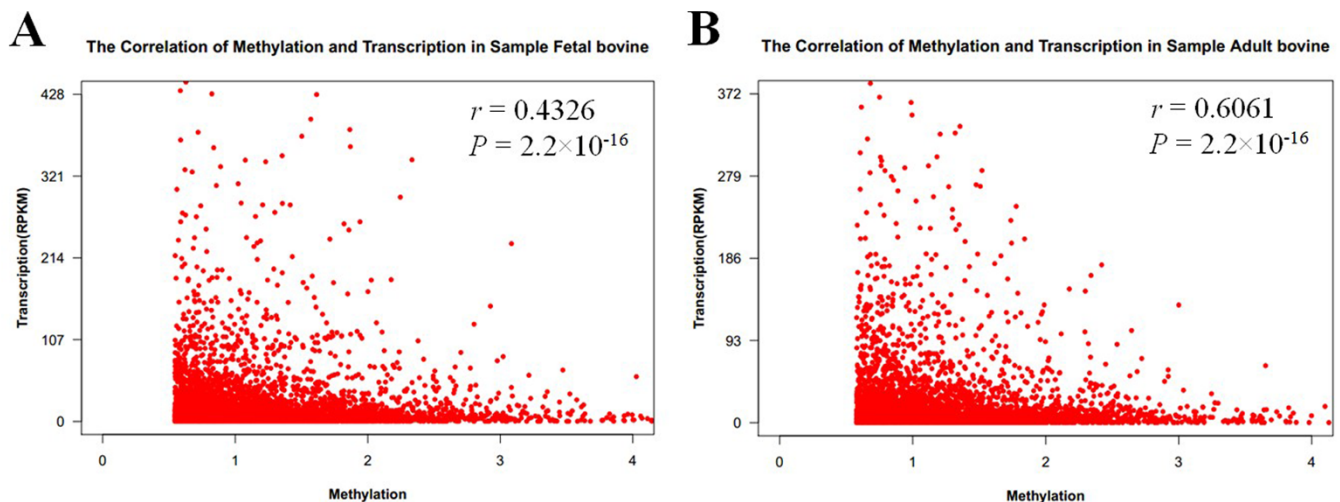 A
The Correlation of Methylation and Transcription in Sample Fetal bovine
r = 0.4326
P = 2.2×10-16
428
321
214
107
0
Transcription(RPKM)
0 1 2 3 4
Methylation
B
The Correlation of Methylation and Transcription in Sample Adult bovine
r = 0.6061
P = 2.2×10-16
372
279
186
93
0
Transcription(RPKM)
0 1 2 3 4
Methylation